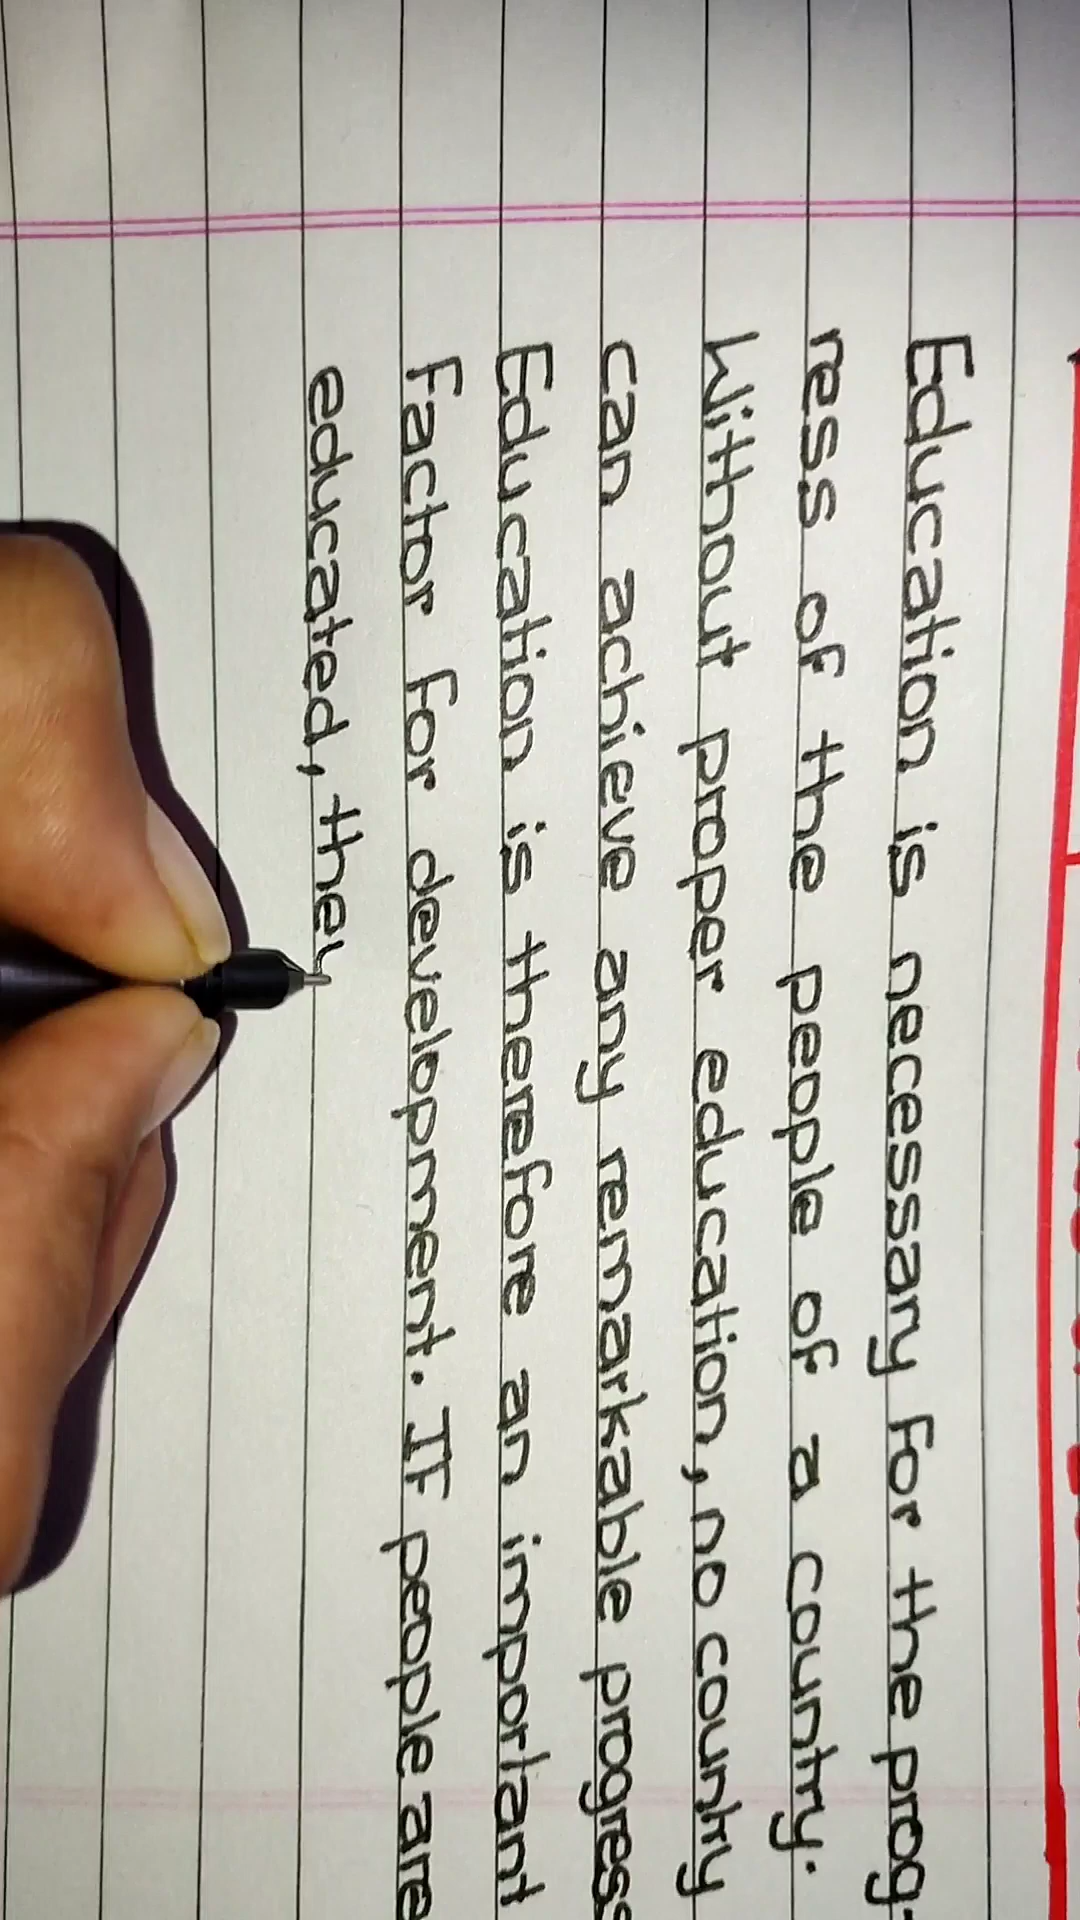 Education is necessary for the prog-
ress of the people of a country.
Without proper education, no country
can achieve any remarkable progress
Education is therefore an important
Factor for development. If people are
educated, they